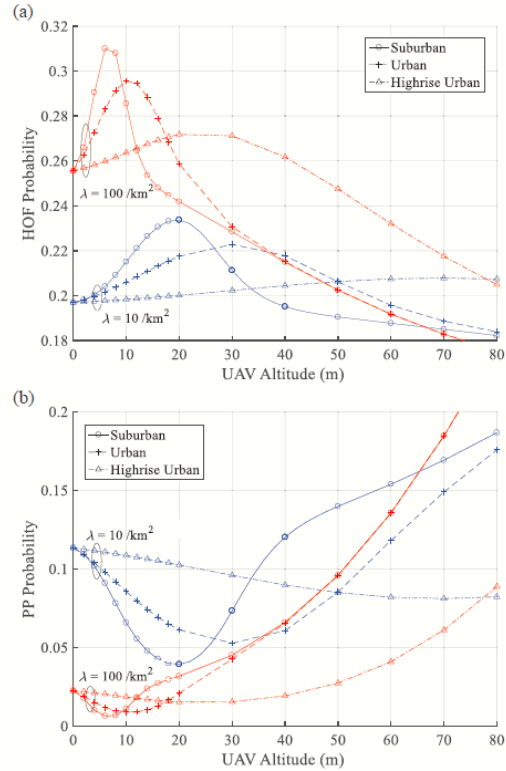 (a)
0.32
0.3
0.28
0.26
0.24
0.22
0.2
0.18
HOF Probability
Suburban
Urban
Highrise Urban
λ = 100 /km²
λ = 10 /km²
0 10 20 30 40 50 60 70 80
UAV Altitude (m)
(b)
0.2
0.15
0.1
0.05
0
PP Probability
Suburban
Urban
Highrise Urban
λ = 10 /km²
λ = 100 /km²
0 10 20 30 40 50 60 70 80
UAV Altitude (m)